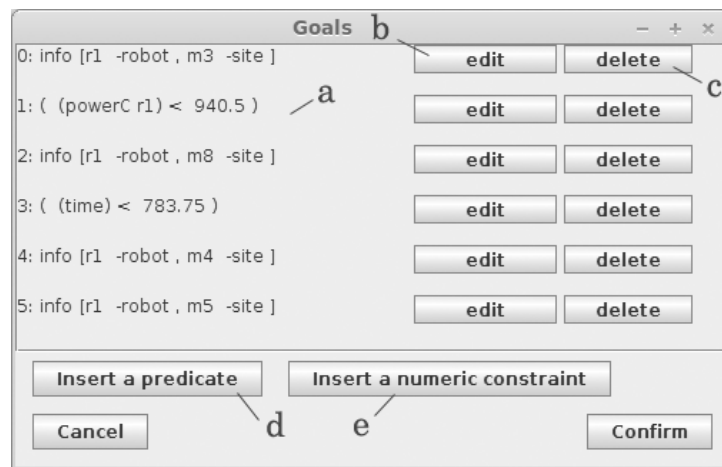 Goals
b
0: info [r1 -robot , m3 -site ] edit delete
c
a
1: ( (powerC r1) < 940.5 ) edit delete
2: info [r1 -robot , m8 -site ] edit delete
3: ( (time) < 783.75 ) edit delete
4: info [r1 -robot , m4 -site ] edit delete
5: info [r1 -robot , m5 -site ] edit delete
Insert a predicate Insert a numeric constraint
d e
Cancel Confirm